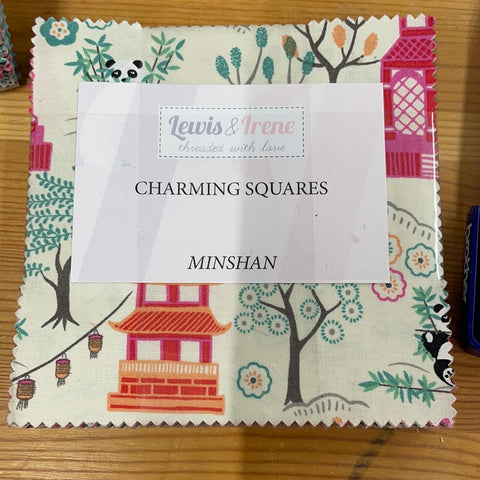 Lewis & Irene
threaded with love
CHARMING SQUARES
MINSHAN